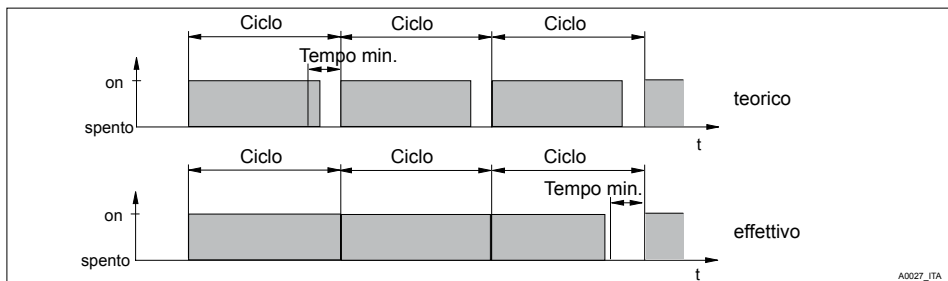 Ciclo Ciclo Ciclo
Tempo min.
on
teorico
spento
t
Ciclo Ciclo Ciclo
Tempo min.
on
effettivo
spento
t
A0027_ITA